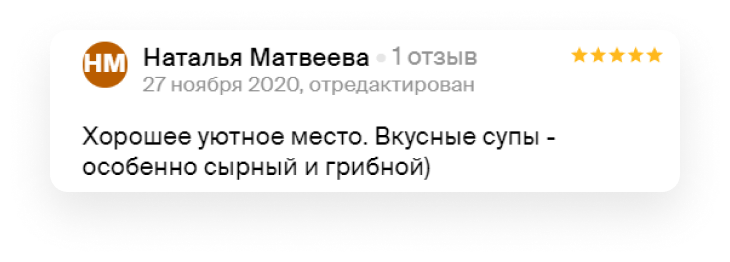 НМ
Наталья Матвеева • 1 отзыв
27 ноября 2020, отредактирован
Хорошее уютное место. Вкусные супы -
особенно сырный и грибной)